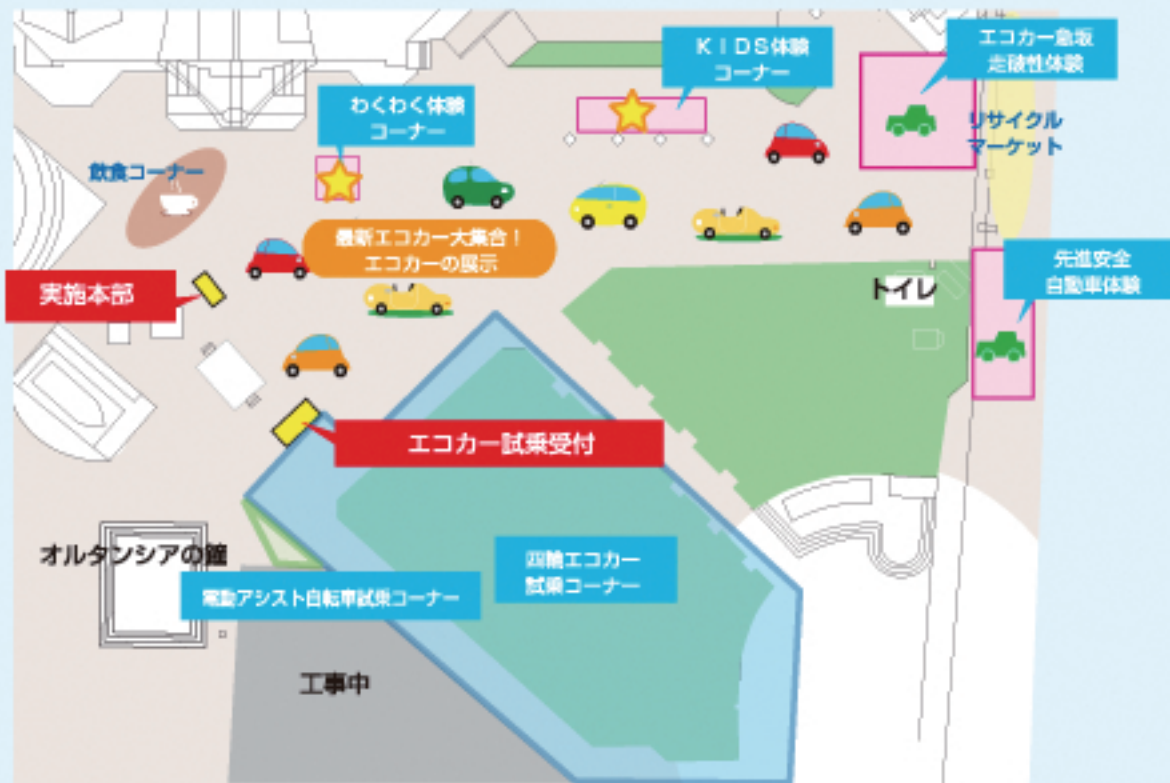 エコカー急坂
走破性体験
KIDS体験
コーナー
わくわく体験
コーナー
リサイクル
マーケット
飲食コーナー
最新エコカー大集合！
エコカーの展示
先進安全
自動車体験
トイレ
実施本部
エコカー試乗受付
オルタンシアの鐘
四輪エコカー
試乗コーナー
電動アシスト自転車試乗コーナー
工事中